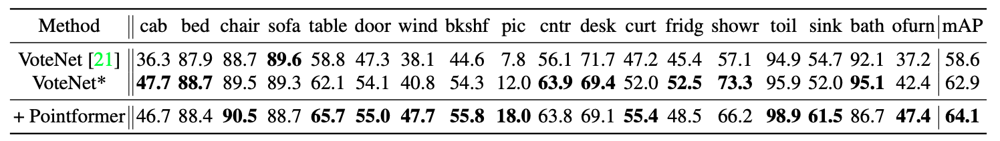 Method cab bed chair sofa table door wind bkshf pic cntr desk curt fridg showr toil sink bath ofurn mAP
VoteNet [21] 36.3 87.9 88.7 89.6 58.8 47.3 38.1 44.6 7.8 56.1 71.7 47.2 45.4 57.1 94.9 54.7 92.1 37.2 58.6
VoteNet* 47.7 88.7 89.5 89.3 62.1 54.1 40.8 54.3 12.0 63.9 69.4 52.0 52.5 73.3 95.9 52.0 95.1 42.4 62.9
+ Pointformer 46.7 88.4 90.5 88.7 65.7 55.0 47.7 55.8 18.0 63.8 69.1 55.4 48.5 66.2 98.9 61.5 86.7 47.4 64.1